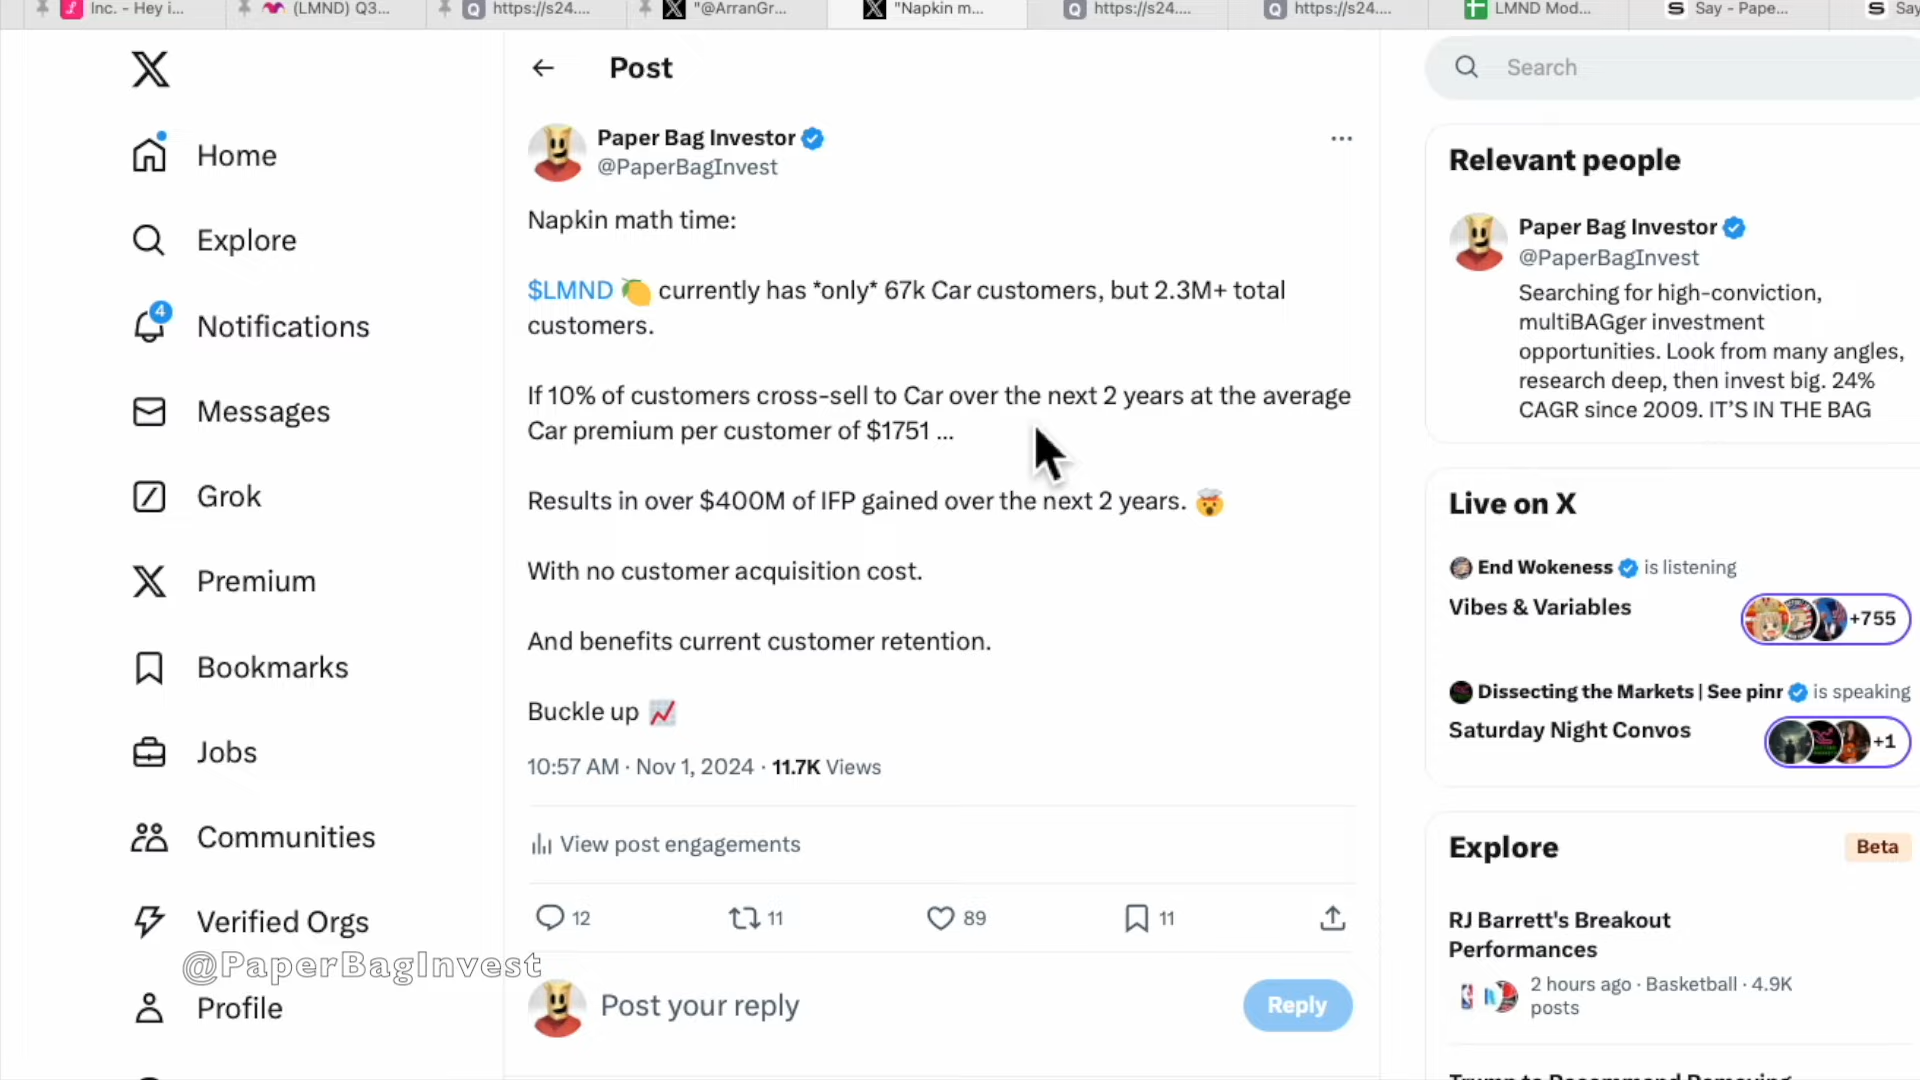 Inc. - Hey i...
(LMND) Q3...
https://s24....
"@ArranGr...
"Napkin m...
https://s24....
https://s24....
LMND Mod...
Say - Pape...
Say
Home
Explore
4
Notifications
Messages
Grok
Premium
Bookmarks
Jobs
Communities
Verified Orgs
@PaperBagInvest
Profile
Post
Paper Bag Investor
@PaperBagInvest
Napkin math time:
$LMND 🍋 currently has *only* 67k Car customers, but 2.3M+ total
customers.
If 10% of customers cross-sell to Car over the next 2 years at the average
Car premium per customer of $1751 ...
Results in over $400M of IFP gained over the next 2 years. 🤯
With no customer acquisition cost.
And benefits current customer retention.
Buckle up 📈
10:57 AM · Nov 1, 2024 · 11.7K Views
View post engagements
12 11 89 11
Post your reply
Reply
Search
Relevant people
Paper Bag Investor
@PaperBagInvest
Searching for high-conviction,
multiBAGger investment
opportunities. Look from many angles,
research deep, then invest big. 24%
CAGR since 2009. IT'S IN THE BAG
Live on X
End Wokeness is listening
Vibes & Variables
+755
Dissecting the Markets | See pinr is speaking
Saturday Night Convos
+1
Explore
Beta
RJ Barrett's Breakout
Performances
2 hours ago · Basketball · 4.9K
posts
Trump to Recommend Removing